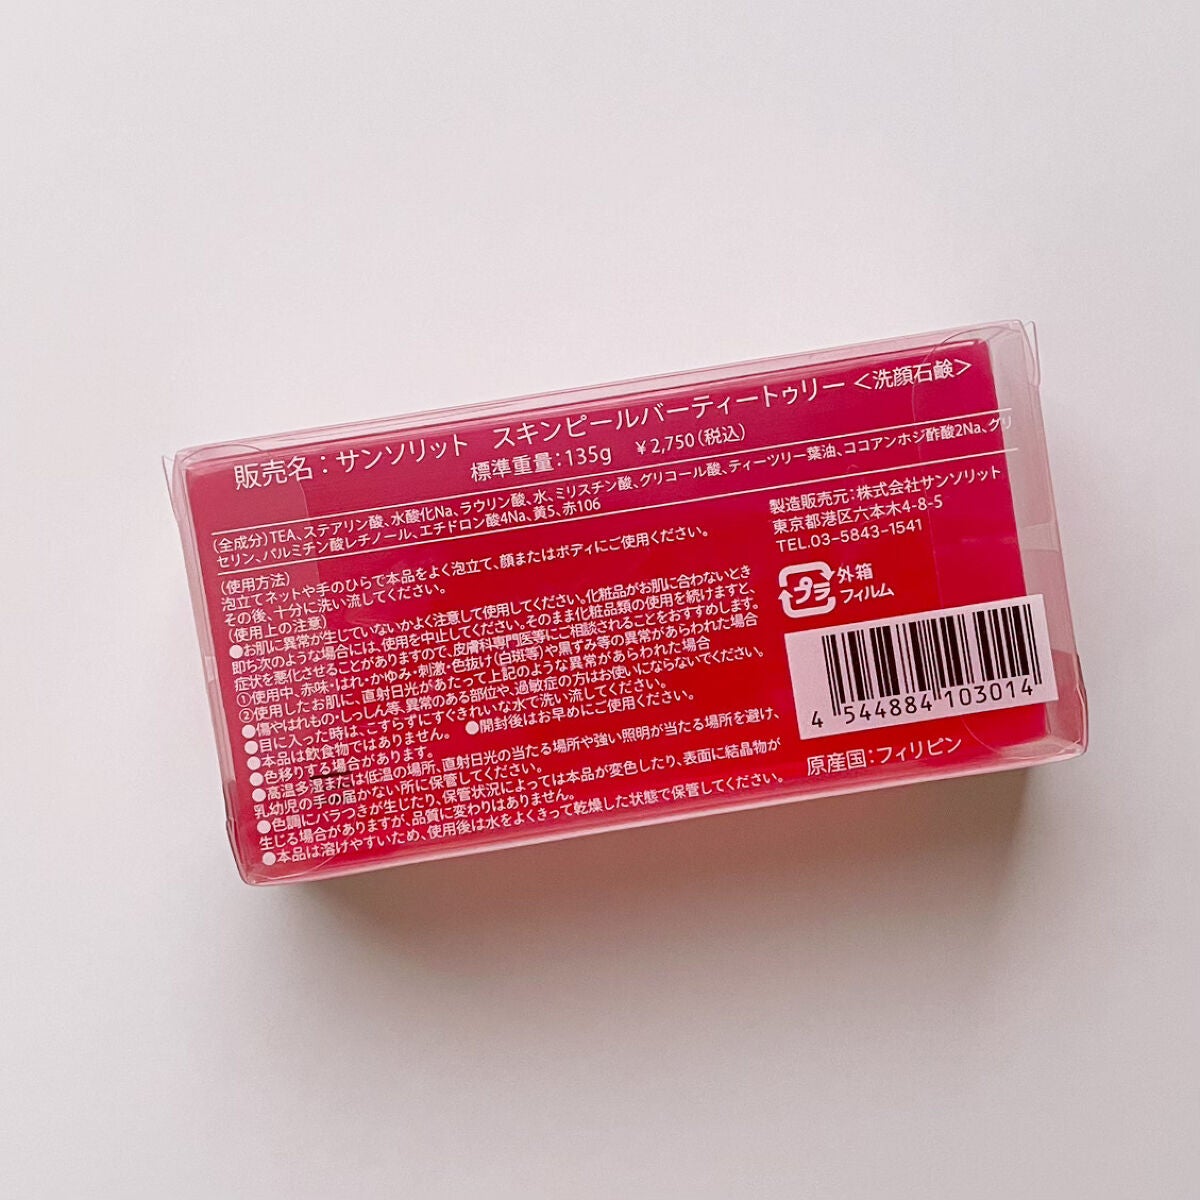 販売名：サンソリット　スキンピールバーティートゥリー＜洗顔石鹸＞
標準重量：135g　￥2,750（税込）
（全成分）TEA、ステアリン酸、水酸化Na、ラウリン酸、水、ミリスチン酸、グリコール酸、ティーツリー葉油、ココアンホジ酢酸2Na、グリ
セリン、パルミチン酸レチノール、エチドロン酸4Na、黄5、赤106
（使用方法）
泡立てネットや手のひらで本品をよく泡立て、顔またはボディにご使用ください。
その後、十分に洗い流してください。
（使用上の注意）
●お肌に異常が生じていないかよく注意して使用してください。化粧品がお肌に合わないとき
即ち次のような場合には、使用を中止してください。そのまま化粧品類の使用を続けますと、
症状を悪化させることがありますので、皮膚科専門医等にご相談されることをおすすめします。
①使用中、赤味・はれ・かゆみ・刺激・色抜け（白斑等）や黒ずみ等の異常があらわれた場合
②使用したお肌に、直射日光があたって上記のような異常があらわれた場合
●傷やはれもの・しっしん等、異常のある部位や、過敏症の方はお使いにならないでください。
●目に入った時は、こすらずにすぐきれいな水で洗い流してください。
●本品は飲食物ではありません。　●開封後はお早めにご使用ください。
●色移りする場合があります。
●高温多湿または低温の場所、直射日光の当たる場所や強い照明が当たる場所を避け、
乳幼児の手の届かない所に保管してください。
●色調にバラつきが生じたり、保管状況によっては本品が変色したり、表面に結晶物が
生じる場合がありますが、品質に変わりはありません。
●本品は溶けやすいため、使用後は水をよくきって乾燥した状態で保管してください。
製造販売元：株式会社サンソリット
東京都港区六本木4-8-5
TEL.03-5843-1541
プラ
外箱
フィルム
4 544884 103014
原産国：フィリピン